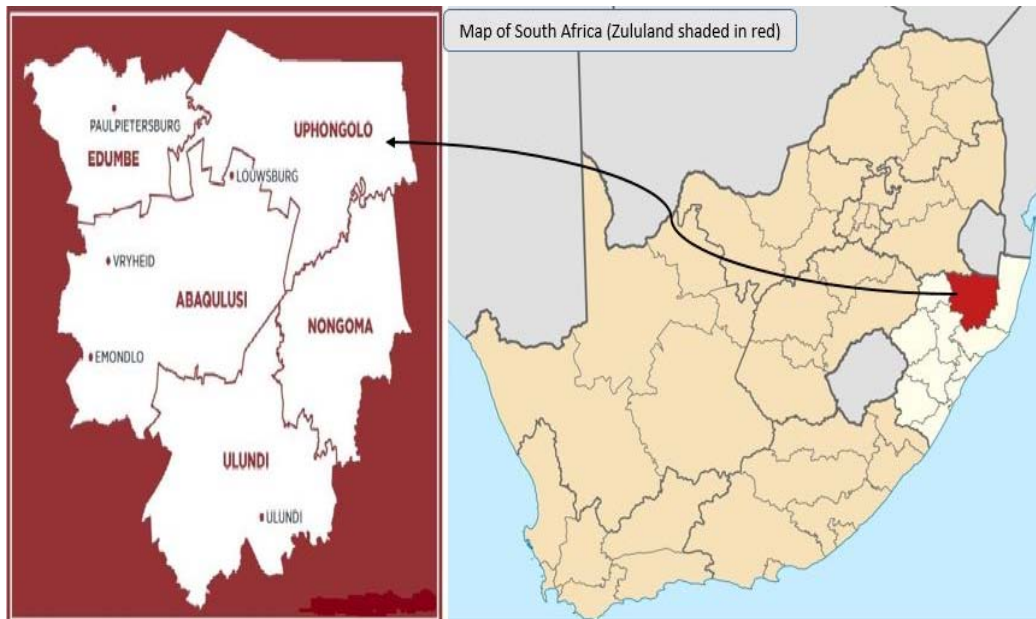 Map of South Africa (Zululand shaded in red)
PAULPIETERSBURG
EDUMBE
UPHONGOLO
LOUWSBURG
VRYHEID
ABAQULUSI
NONGOMA
EMONDLO
ULUNDI
ULUNDI